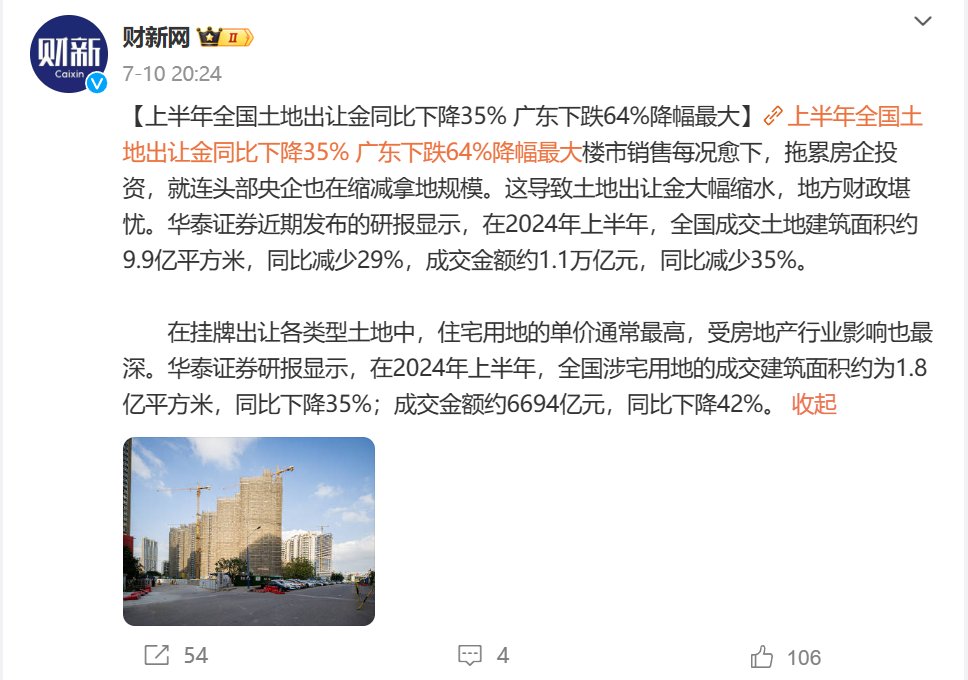 财新
Caixin
财新网
II
7-10 20:24
【上半年全国土地出让金同比下降35% 广东下跌64%降幅最大】上半年全国土
地出让金同比下降35% 广东下跌64%降幅最大楼市销售每况愈下，拖累房企投
资，就连头部央企也在缩减拿地规模。这导致土地出让金大幅缩水，地方财政堪
忧。华泰证券近期发布的研报显示，在2024年上半年，全国成交土地建筑面积约
9.9亿平方米，同比减少29%，成交金额约1.1万亿元，同比减少35%。
在挂牌出让各类型土地中，住宅用地的单价通常最高，受房地产行业影响也最
深。华泰证券研报显示，在2024年上半年，全国涉宅用地的成交建筑面积约为1.8
亿平方米，同比下降35%；成交金额约6694亿元，同比下降42%。 收起
54
4
106